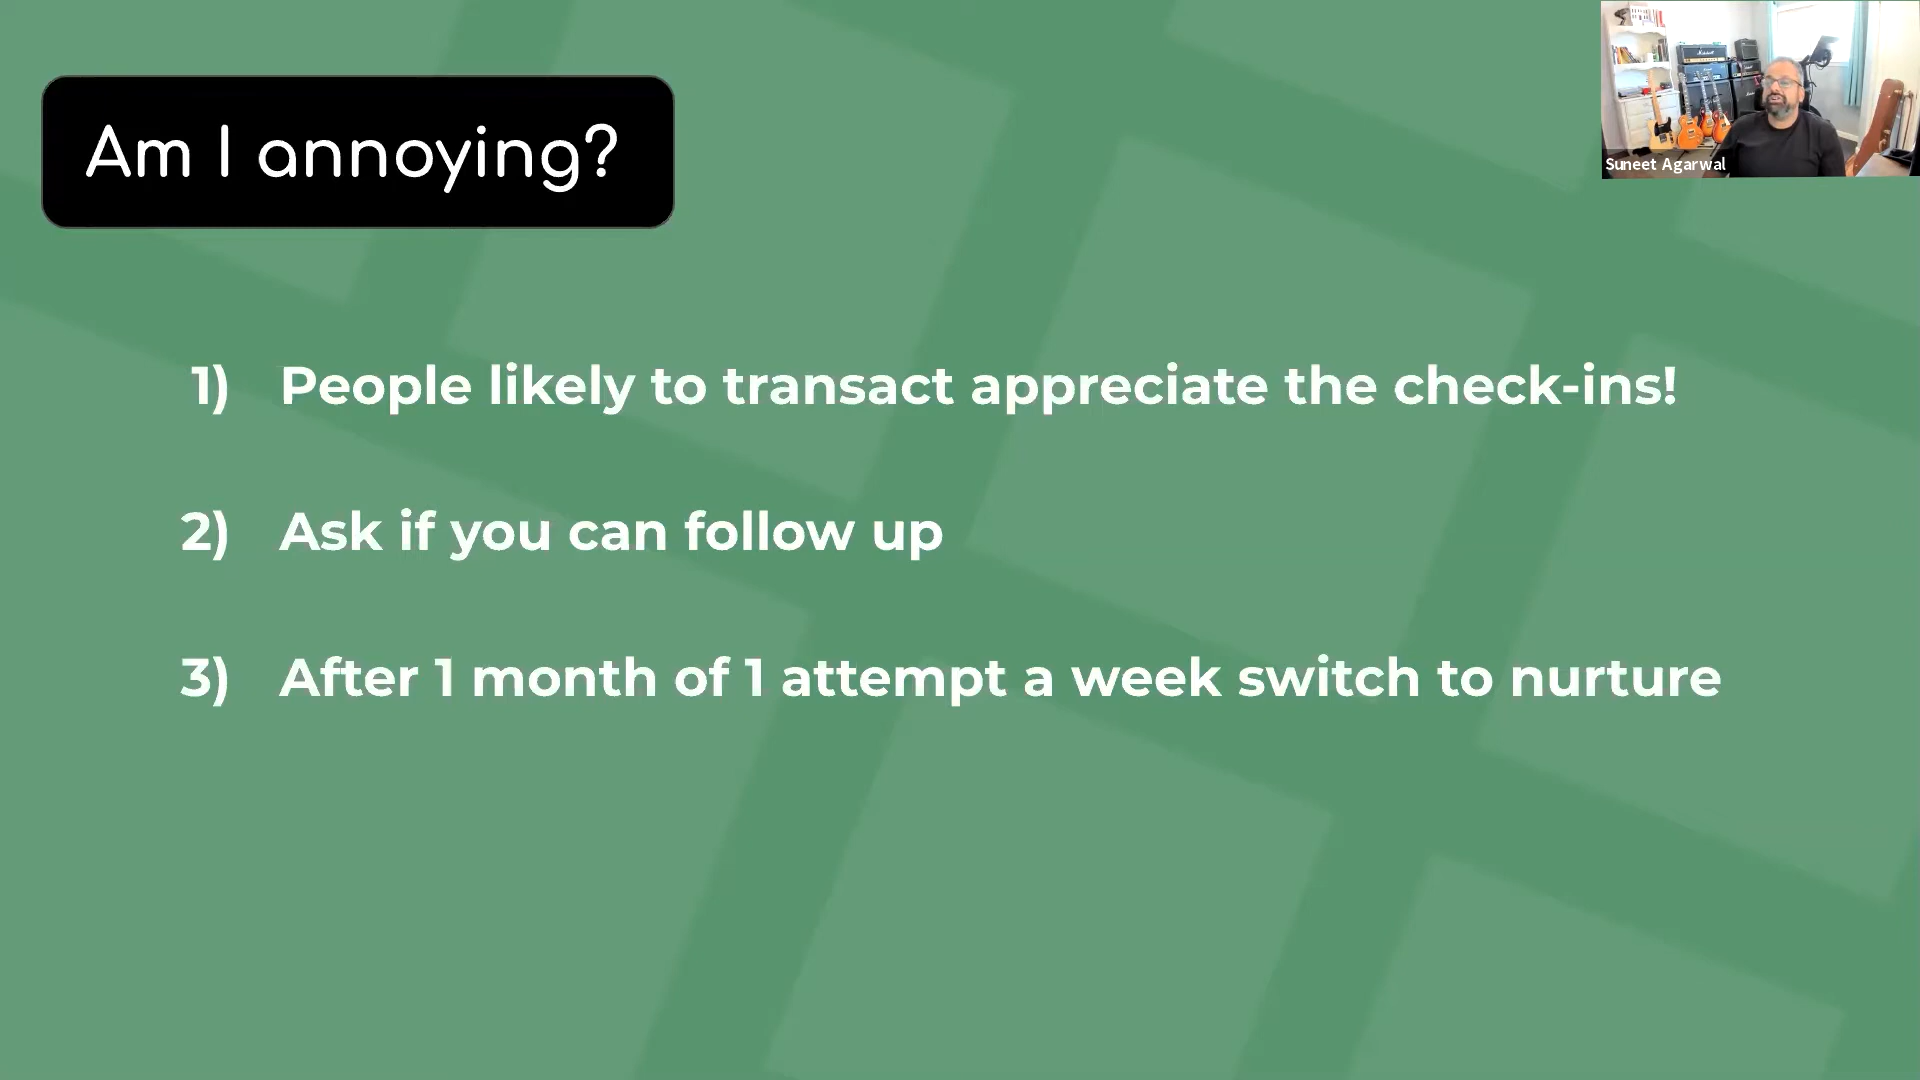 Am I annoying?
Suneet Agarwal
1) People likely to transact appreciate the check-ins!
2) Ask if you can follow up
3) After 1 month of 1 attempt a week switch to nurture